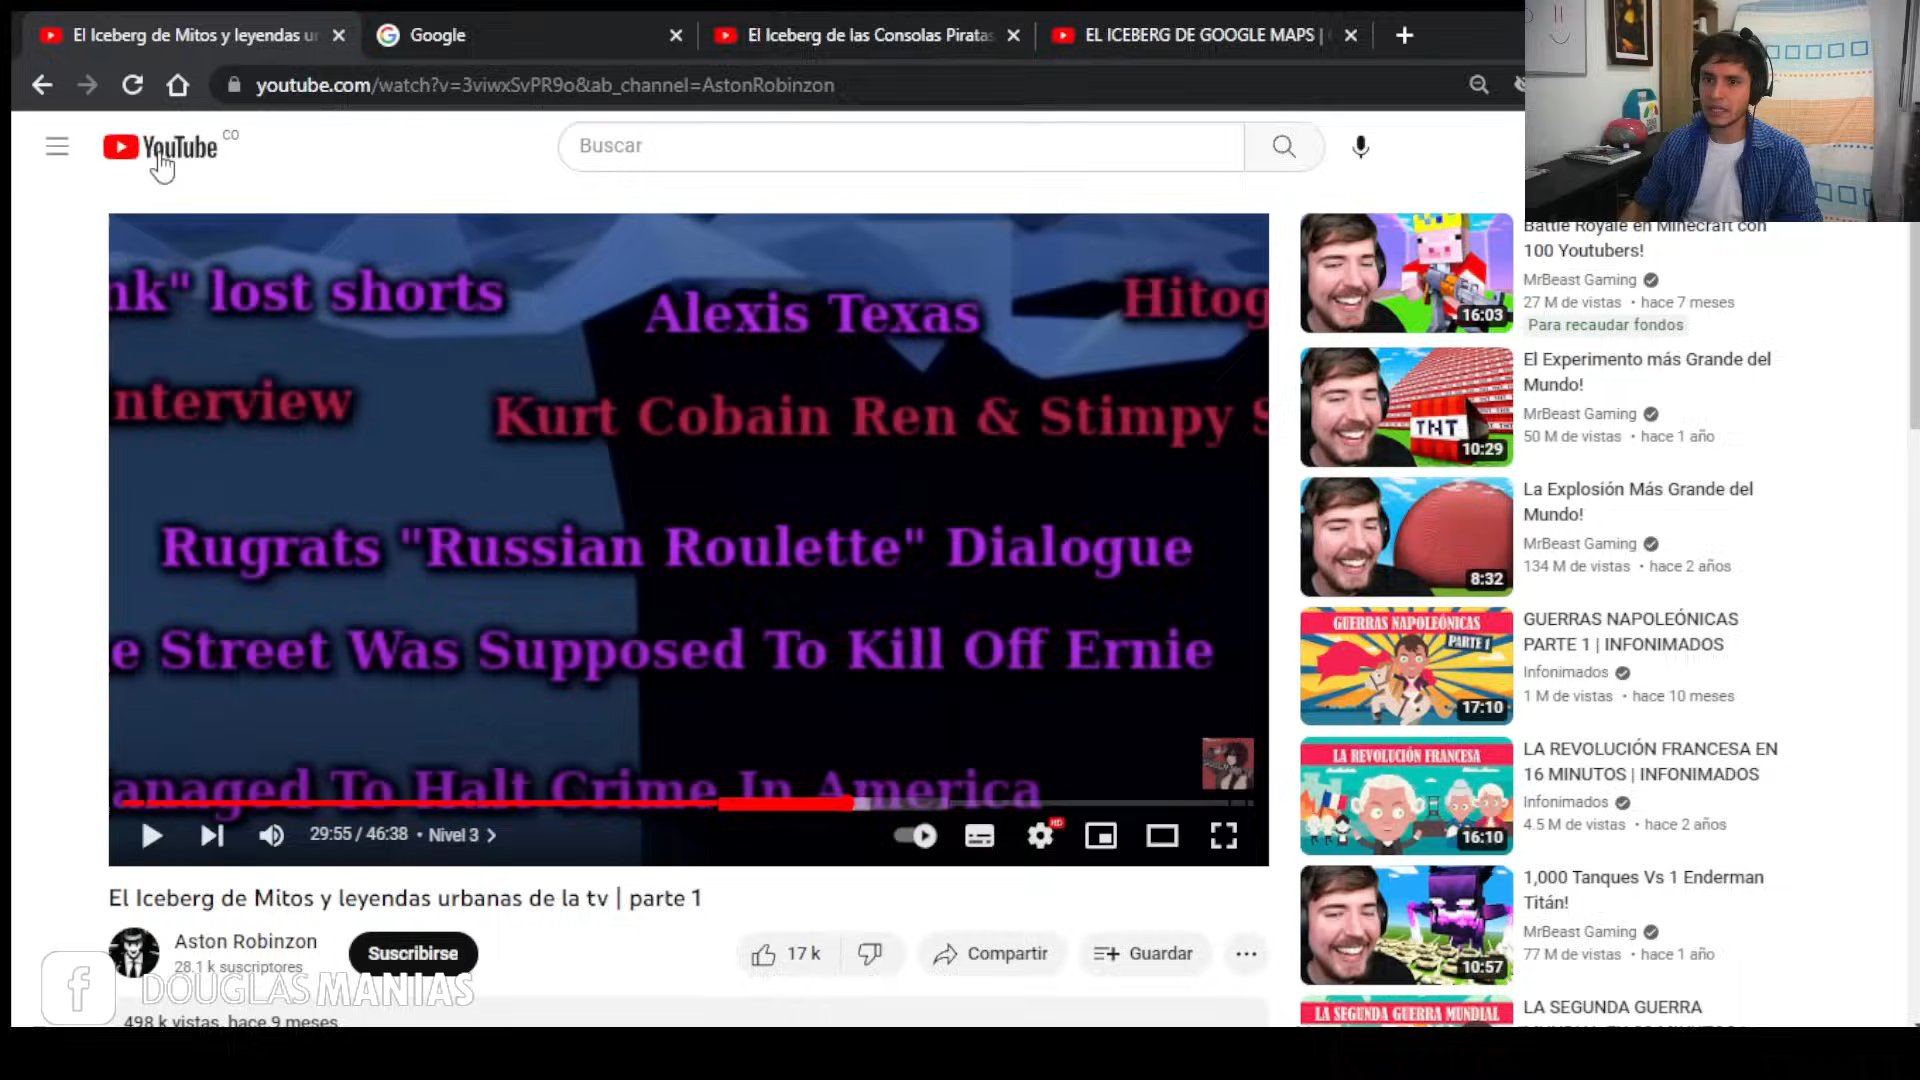 El Iceberg de Mitos y leyendas u
Google
El Iceberg de las Consolas Piratas
EL ICEBERG DE GOOGLE MAPS |
youtube.com/watch?v=3viwxSvPR9o&ab_channel=AstonRobinzon
YouTube CO
Buscar
nk" lost shorts
Alexis Texas
Hitog
nterview
Kurt Cobain Ren & Stimpy S
Rugrats "Russian Roulette" Dialogue
e Street Was Supposed To Kill Off Ernie
anaged To Halt Crime In America
29:55 / 46:38 • Nivel 3
HD
El Iceberg de Mitos y leyendas urbanas de la tv | parte 1
Aston Robinzon
28.1 k suscriptores
Suscribirse
17 k
Compartir
Guardar
f DOUGLAS MANIAS
498 k vistas, hace 9 meses
16:03
Battle Royale en Minecraft con
100 Youtubers!
MrBeast Gaming
27 M de vistas • hace 7 meses
Para recaudar fondos
TNT
10:29
El Experimento más Grande del
Mundo!
MrBeast Gaming
50 M de vistas • hace 1 año
8:32
La Explosión Más Grande del
Mundo!
MrBeast Gaming
134 M de vistas • hace 2 años
GUERRAS NAPOLEÓNICAS
PARTE 1
17:10
GUERRAS NAPOLEÓNICAS
PARTE 1 | INFONIMADOS
Infonimados
1 M de vistas • hace 10 meses
LA REVOLUCIÓN FRANCESA
16:10
LA REVOLUCIÓN FRANCESA EN
16 MINUTOS | INFONIMADOS
Infonimados
4.5 M de vistas • hace 2 años
10:57
1,000 Tanques Vs 1 Enderman
Titán!
MrBeast Gaming
77 M de vistas • hace 1 año
LA SEGUNDA GUERRA MUNDIAL
LA SEGUNDA GUERRA